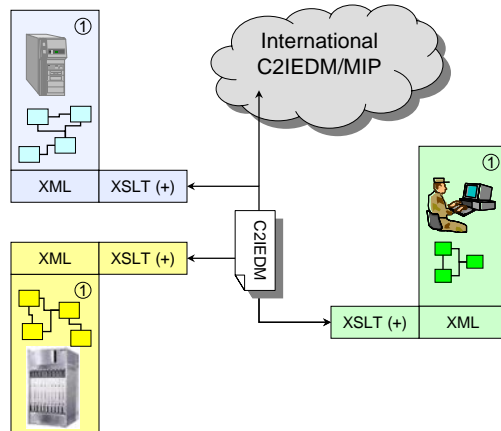 ①
International
C2IEDM/MIP
XML
XSLT (+)
①
C2IEDM
XML
XSLT (+)
①
XSLT (+)
XML